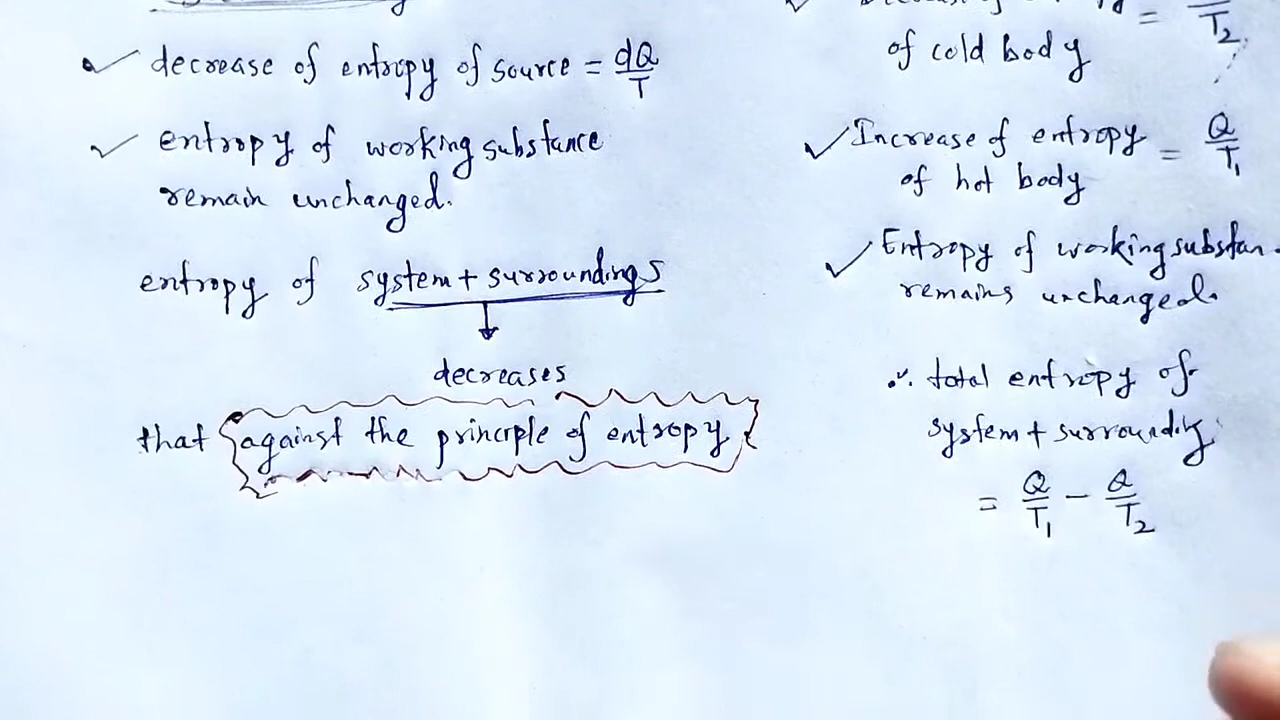 decrease of entropy of source = dQ/T
entropy of working substance
remain unchanged.
entropy of system + surroundings
decreases
that against the principle of entropy
= T2
of cold body
Increase of entropy = Q/T1
of hot body
Entropy of working substan
remains unchanged.
∴ total entropy of
system + surrounding
= Q/T1 - Q/T2